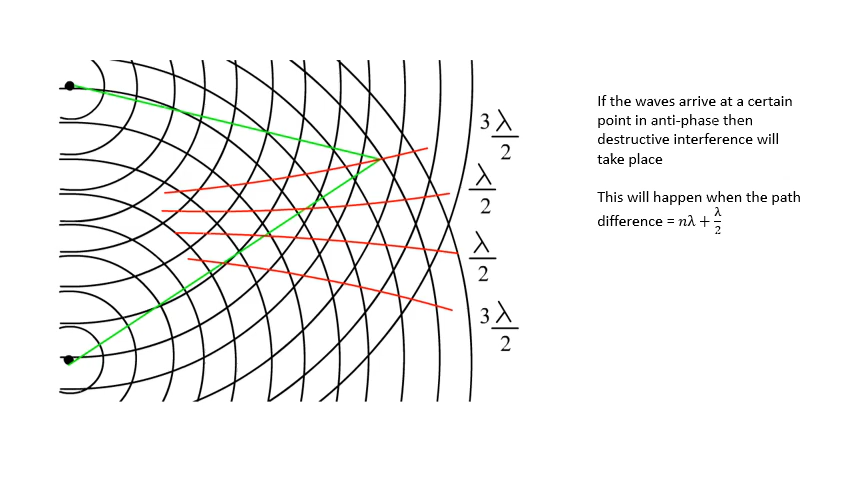 3λ/2
λ/2
λ/2
3λ/2
If the waves arrive at a certain
point in anti-phase then
destructive interference will
take place
This will happen when the path
difference = nλ + λ/2